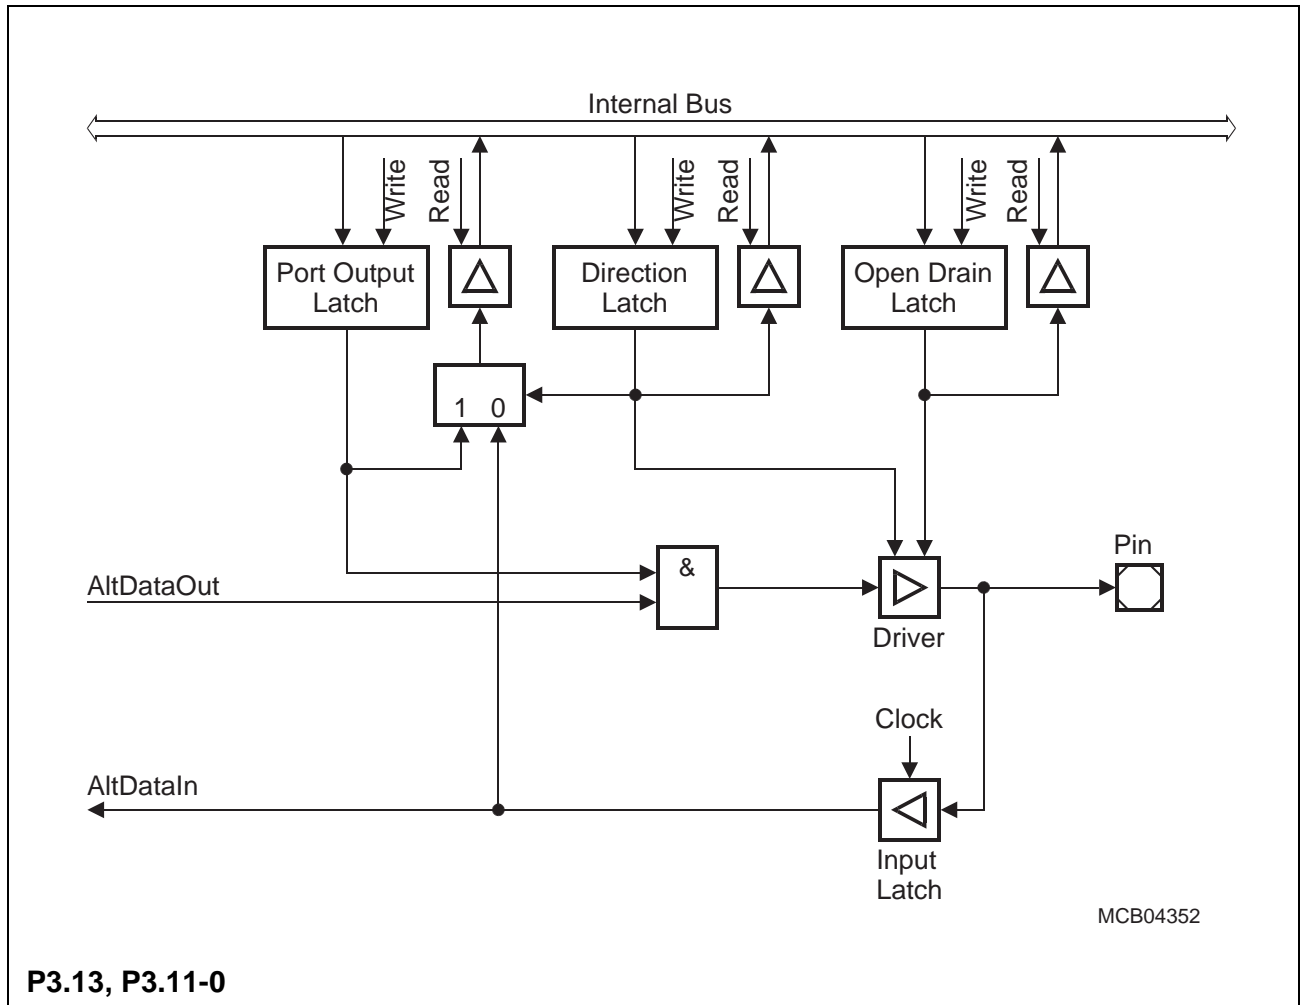 Internal Bus
Write
Read
Write
Read
Write
Read
Port Output
Latch
Direction
Latch
Open Drain
Latch
1 0
&
Pin
AltDataOut
Driver
Clock
AltDataIn
Input
Latch
MCB04352
P3.13, P3.11-0